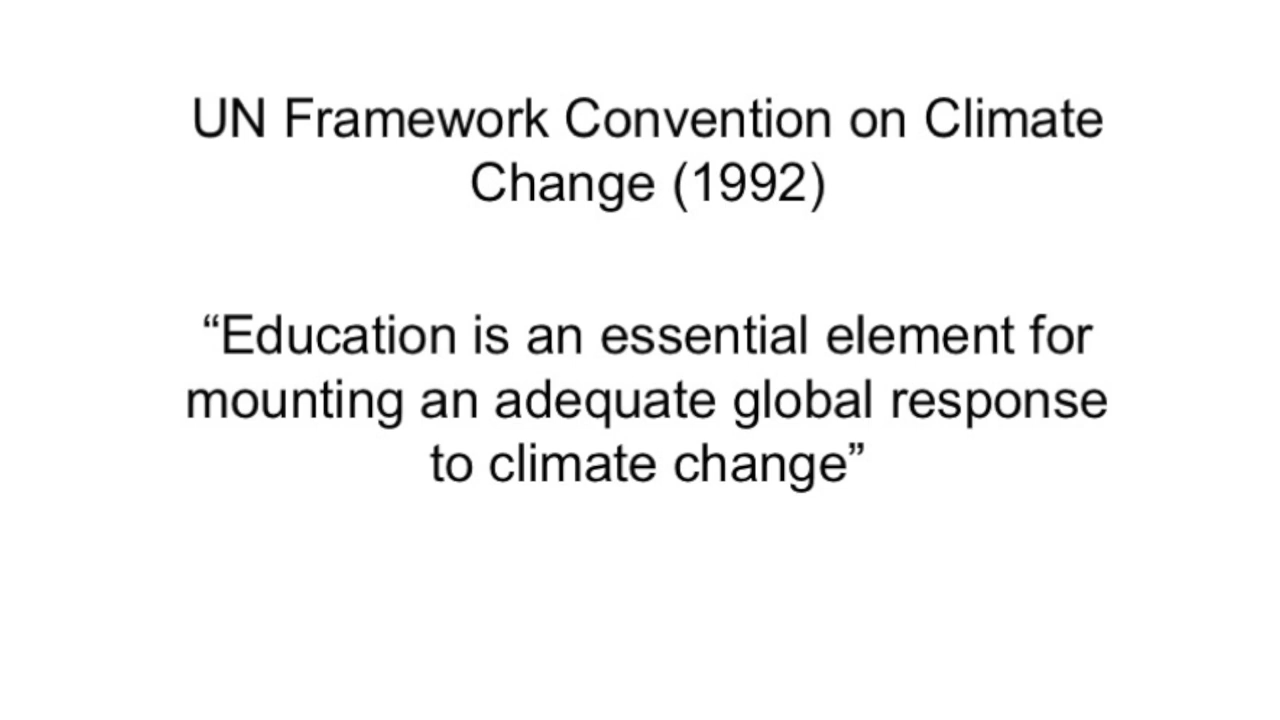 UN Framework Convention on Climate
Change (1992)
“Education is an essential element for
mounting an adequate global response
to climate change”